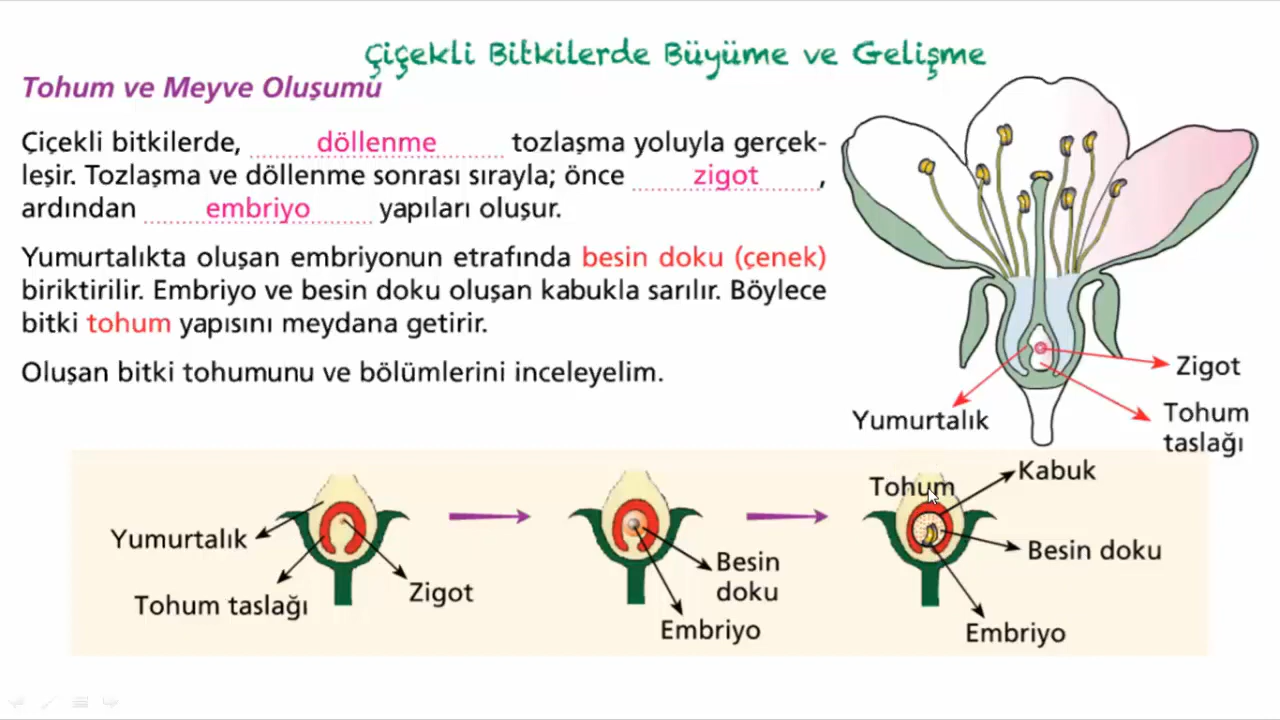 Çiçekli Bitkilerde Büyüme ve Gelişme
Tohum ve Meyve Oluşumu
Çiçekli bitkilerde, döllenme tozlaşma yoluyla gerçek-
leşir. Tozlaşma ve döllenme sonrası sırayla; önce zigot,
ardından embriyo yapıları oluşur.
Yumurtalıkta oluşan embriyonun etrafında besin doku (çenek)
biriktirilir. Embriyo ve besin doku oluşan kabukla sarılır. Böylece
bitki tohum yapısını meydana getirir.
Oluşan bitki tohumunu ve bölümlerini inceleyelim.
Zigot
Yumurtalık
Tohum
taslağı
Yumurtalık
Tohum taslağı
Zigot
Besin
doku
Embriyo
Tohum
Kabuk
Besin doku
Embriyo